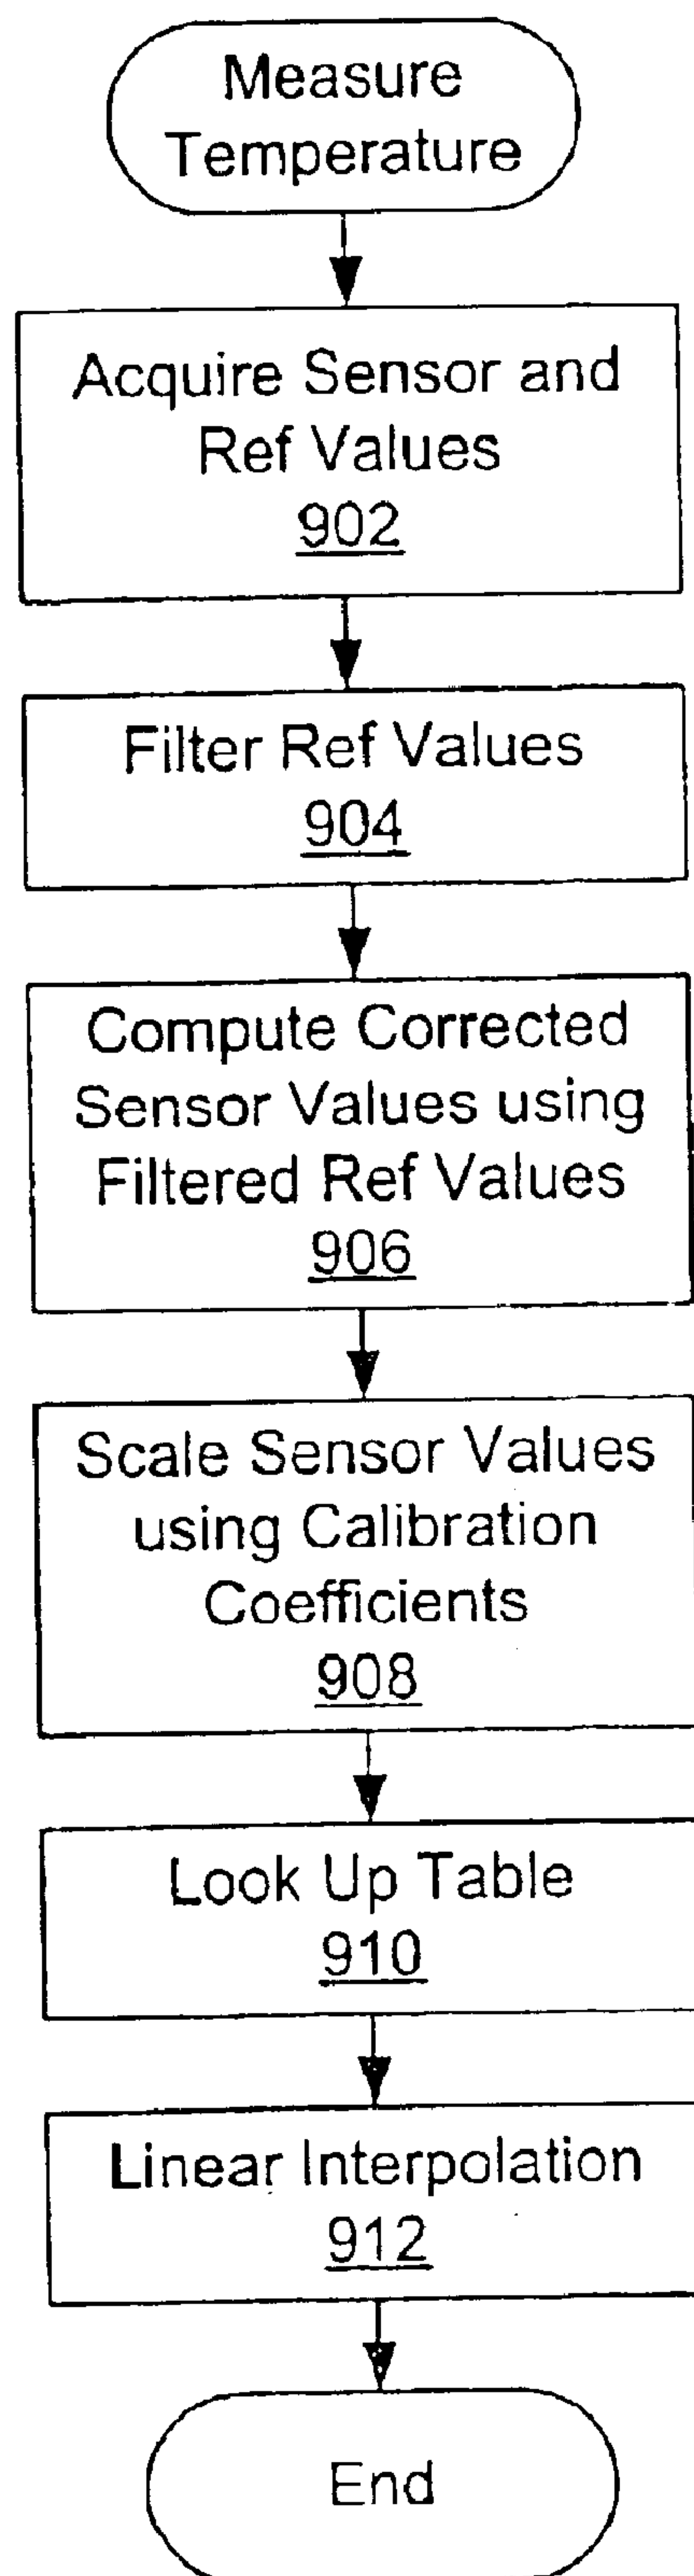 Measure
Temperature
Acquire Sensor and
Ref Values
902
Filter Ref Values
904
Compute Corrected
Sensor Values using
Filtered Ref Values
906
Scale Sensor Values
using Calibration
Coefficients
908
Look Up Table
910
Linear Interpolation
912
End